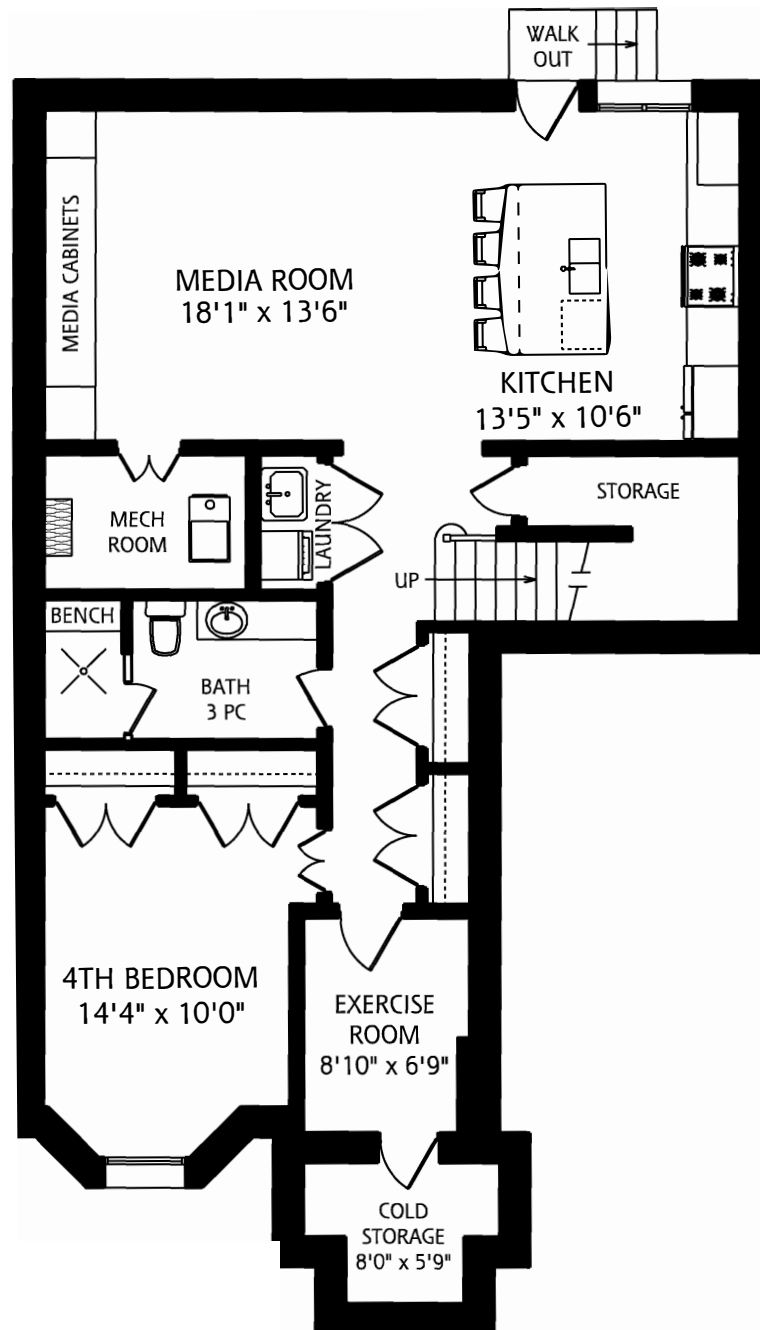 WALK
OUT
MEDIA CABINETS
MEDIA ROOM
18'1" x 13'6"
KITCHEN
13'5" x 10'6"
MECH
ROOM
LAUNDRY
STORAGE
UP
BENCH
BATH
3 PC
4TH BEDROOM
14'4" x 10'0"
EXERCISE
ROOM
8'10" x 6'9"
COLD
STORAGE
8'0" x 5'9"